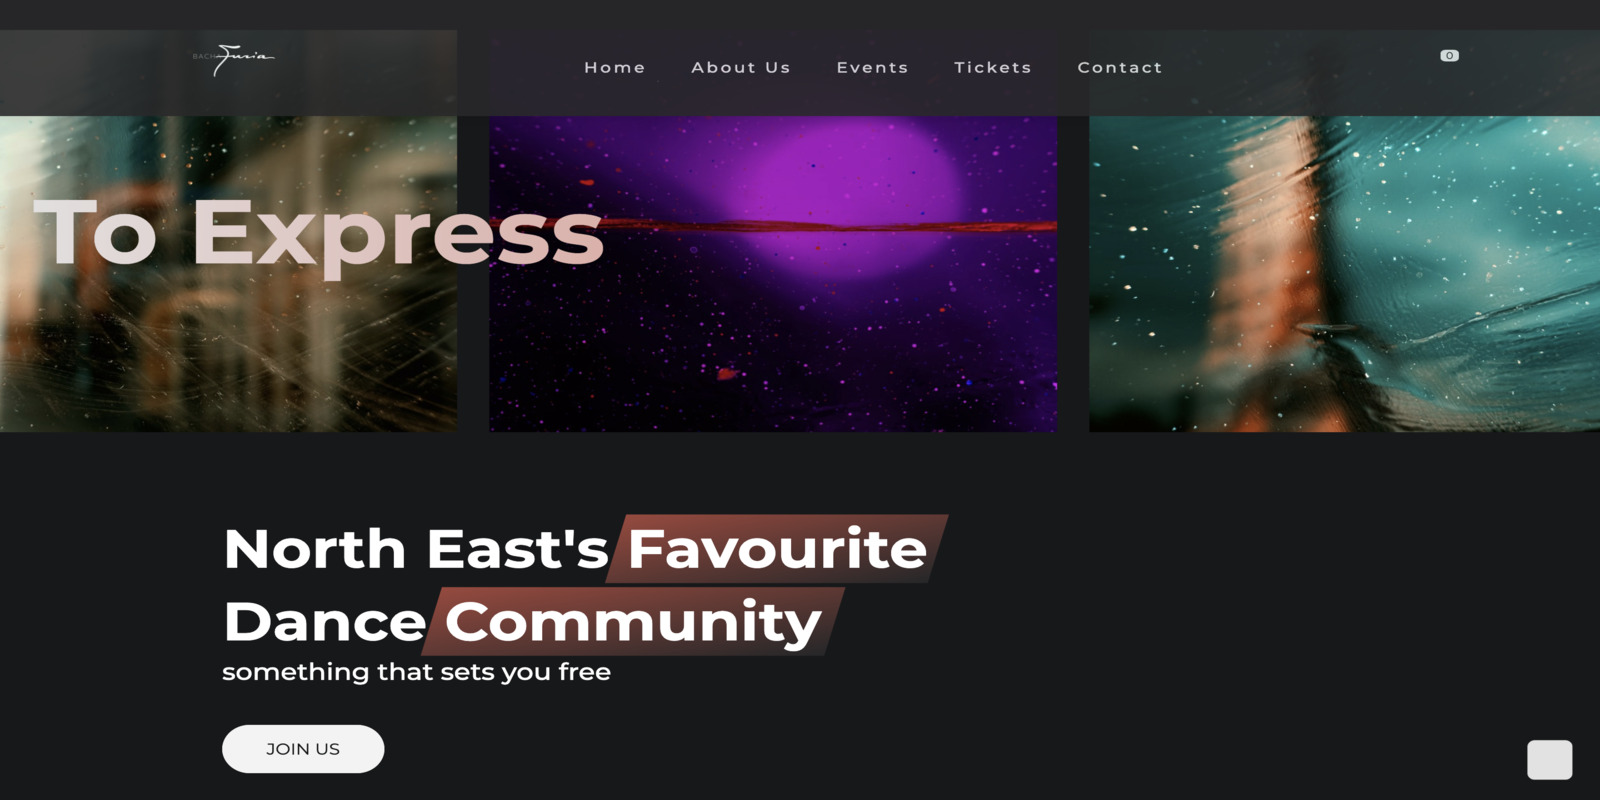 BACH Furia
Home
About Us
Events
Tickets
Contact
0
To Express
North East's Favourite
Dance Community
something that sets you free
JOIN US